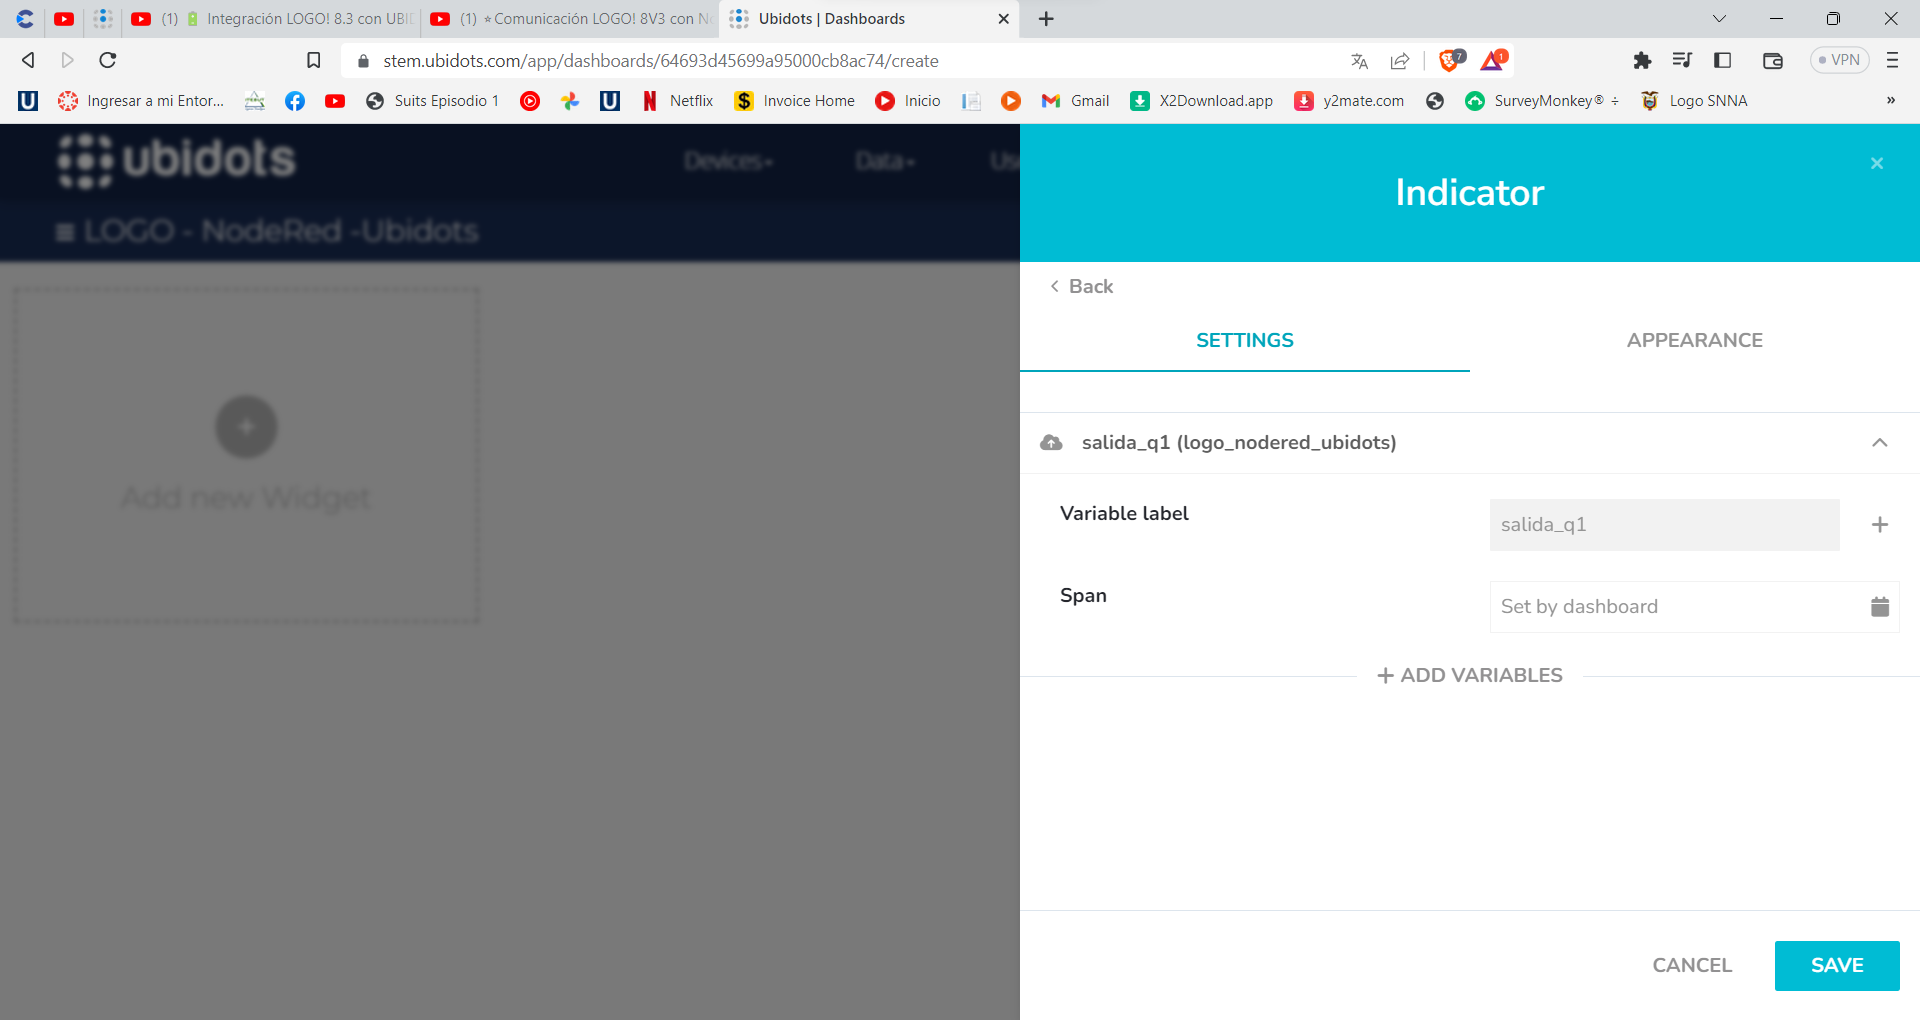 (1) Integración LOGO! 8.3 con UBI
(1) ⭐Comunicación LOGO! 8V3 con N
Ubidots | Dashboards
stem.ubidots.com/app/dashboards/64693d45699a95000cb8ac74/create
7
1
VPN
U
Ingresar a mi Entor...
Suits Episodio 1
U
N Netflix
$ Invoice Home
Inicio
Gmail
X2Download.app
y2mate.com
SurveyMonkey® ÷
Logo SNNA
»
ubidots
Devices
Data
Us
LOGO - NodeRed -Ubidots
Add new Widget
Indicator
Back
SETTINGS
APPEARANCE
salida_q1 (logo_nodered_ubidots)
Variable label
salida_q1
Span
Set by dashboard
ADD VARIABLES
CANCEL
SAVE